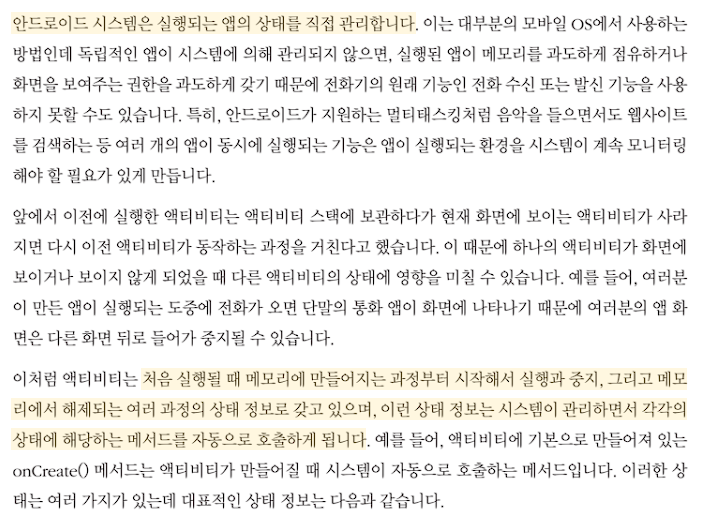 안드로이드 시스템은 실행되는 앱의 상태를 직접 관리합니다. 이는 대부분의 모바일 OS에서 사용하는
방법인데 독립적인 앱이 시스템에 의해 관리되지 않으면, 실행된 앱이 메모리를 과도하게 점유하거나
화면을 보여주는 권한을 과도하게 갖기 때문에 전화기의 원래 기능인 전화 수신 또는 발신 기능을 사용
하지 못할 수도 있습니다. 특히, 안드로이드가 지원하는 멀티태스킹처럼 음악을 들으면서도 웹사이트
를 검색하는 등 여러 개의 앱이 동시에 실행되는 기능은 앱이 실행되는 환경을 시스템이 계속 모니터링
해야 할 필요가 있게 만듭니다.
앞에서 이전에 실행한 액티비티는 액티비티 스택에 보관하다가 현재 화면에 보이는 액티비티가 사라
지면 다시 이전 액티비티가 동작하는 과정을 거친다고 했습니다. 이 때문에 하나의 액티비티가 화면에
보이거나 보이지 않게 되었을 때 다른 액티비티의 상태에 영향을 미칠 수 있습니다. 예를 들어, 여러분
이 만든 앱이 실행되는 도중에 전화가 오면 단말의 통화 앱이 화면에 나타나기 때문에 여러분의 앱 화
면은 다른 화면 뒤로 들어가 중지될 수 있습니다.
이처럼 액티비티는 처음 실행될 때 메모리에 만들어지는 과정부터 시작해서 실행과 중지, 그리고 메모
리에서 해제되는 여러 과정의 상태 정보로 갖고 있으며, 이런 상태 정보는 시스템이 관리하면서 각각의
상태에 해당하는 메서드를 자동으로 호출하게 됩니다. 예를 들어, 액티비티에 기본으로 만들어져 있는
onCreate() 메서드는 액티비티가 만들어질 때 시스템이 자동으로 호출하는 메서드입니다. 이러한 상
태는 여러 가지가 있는데 대표적인 상태 정보는 다음과 같습니다.